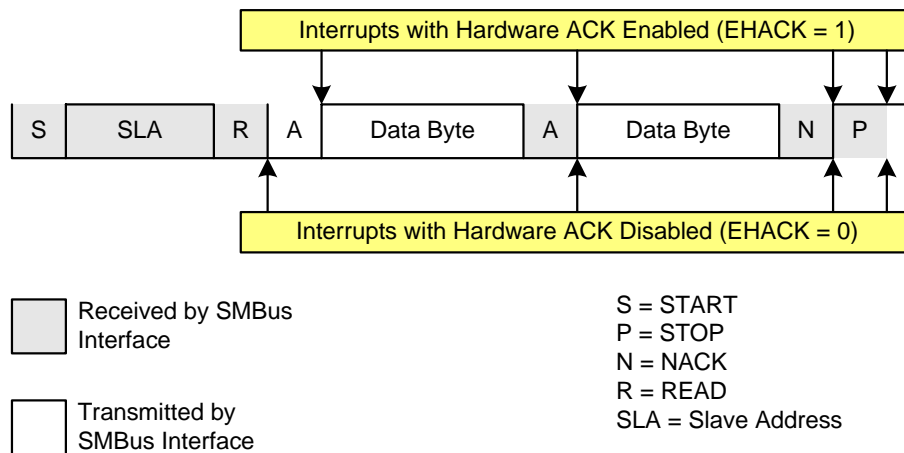 Interrupts with Hardware ACK Enabled (EHACK = 1)
S SLA R A Data Byte A Data Byte N P
Interrupts with Hardware ACK Disabled (EHACK = 0)
Received by SMBus
Interface
Transmitted by
SMBus Interface
S = START
P = STOP
N = NACK
R = READ
SLA = Slave Address